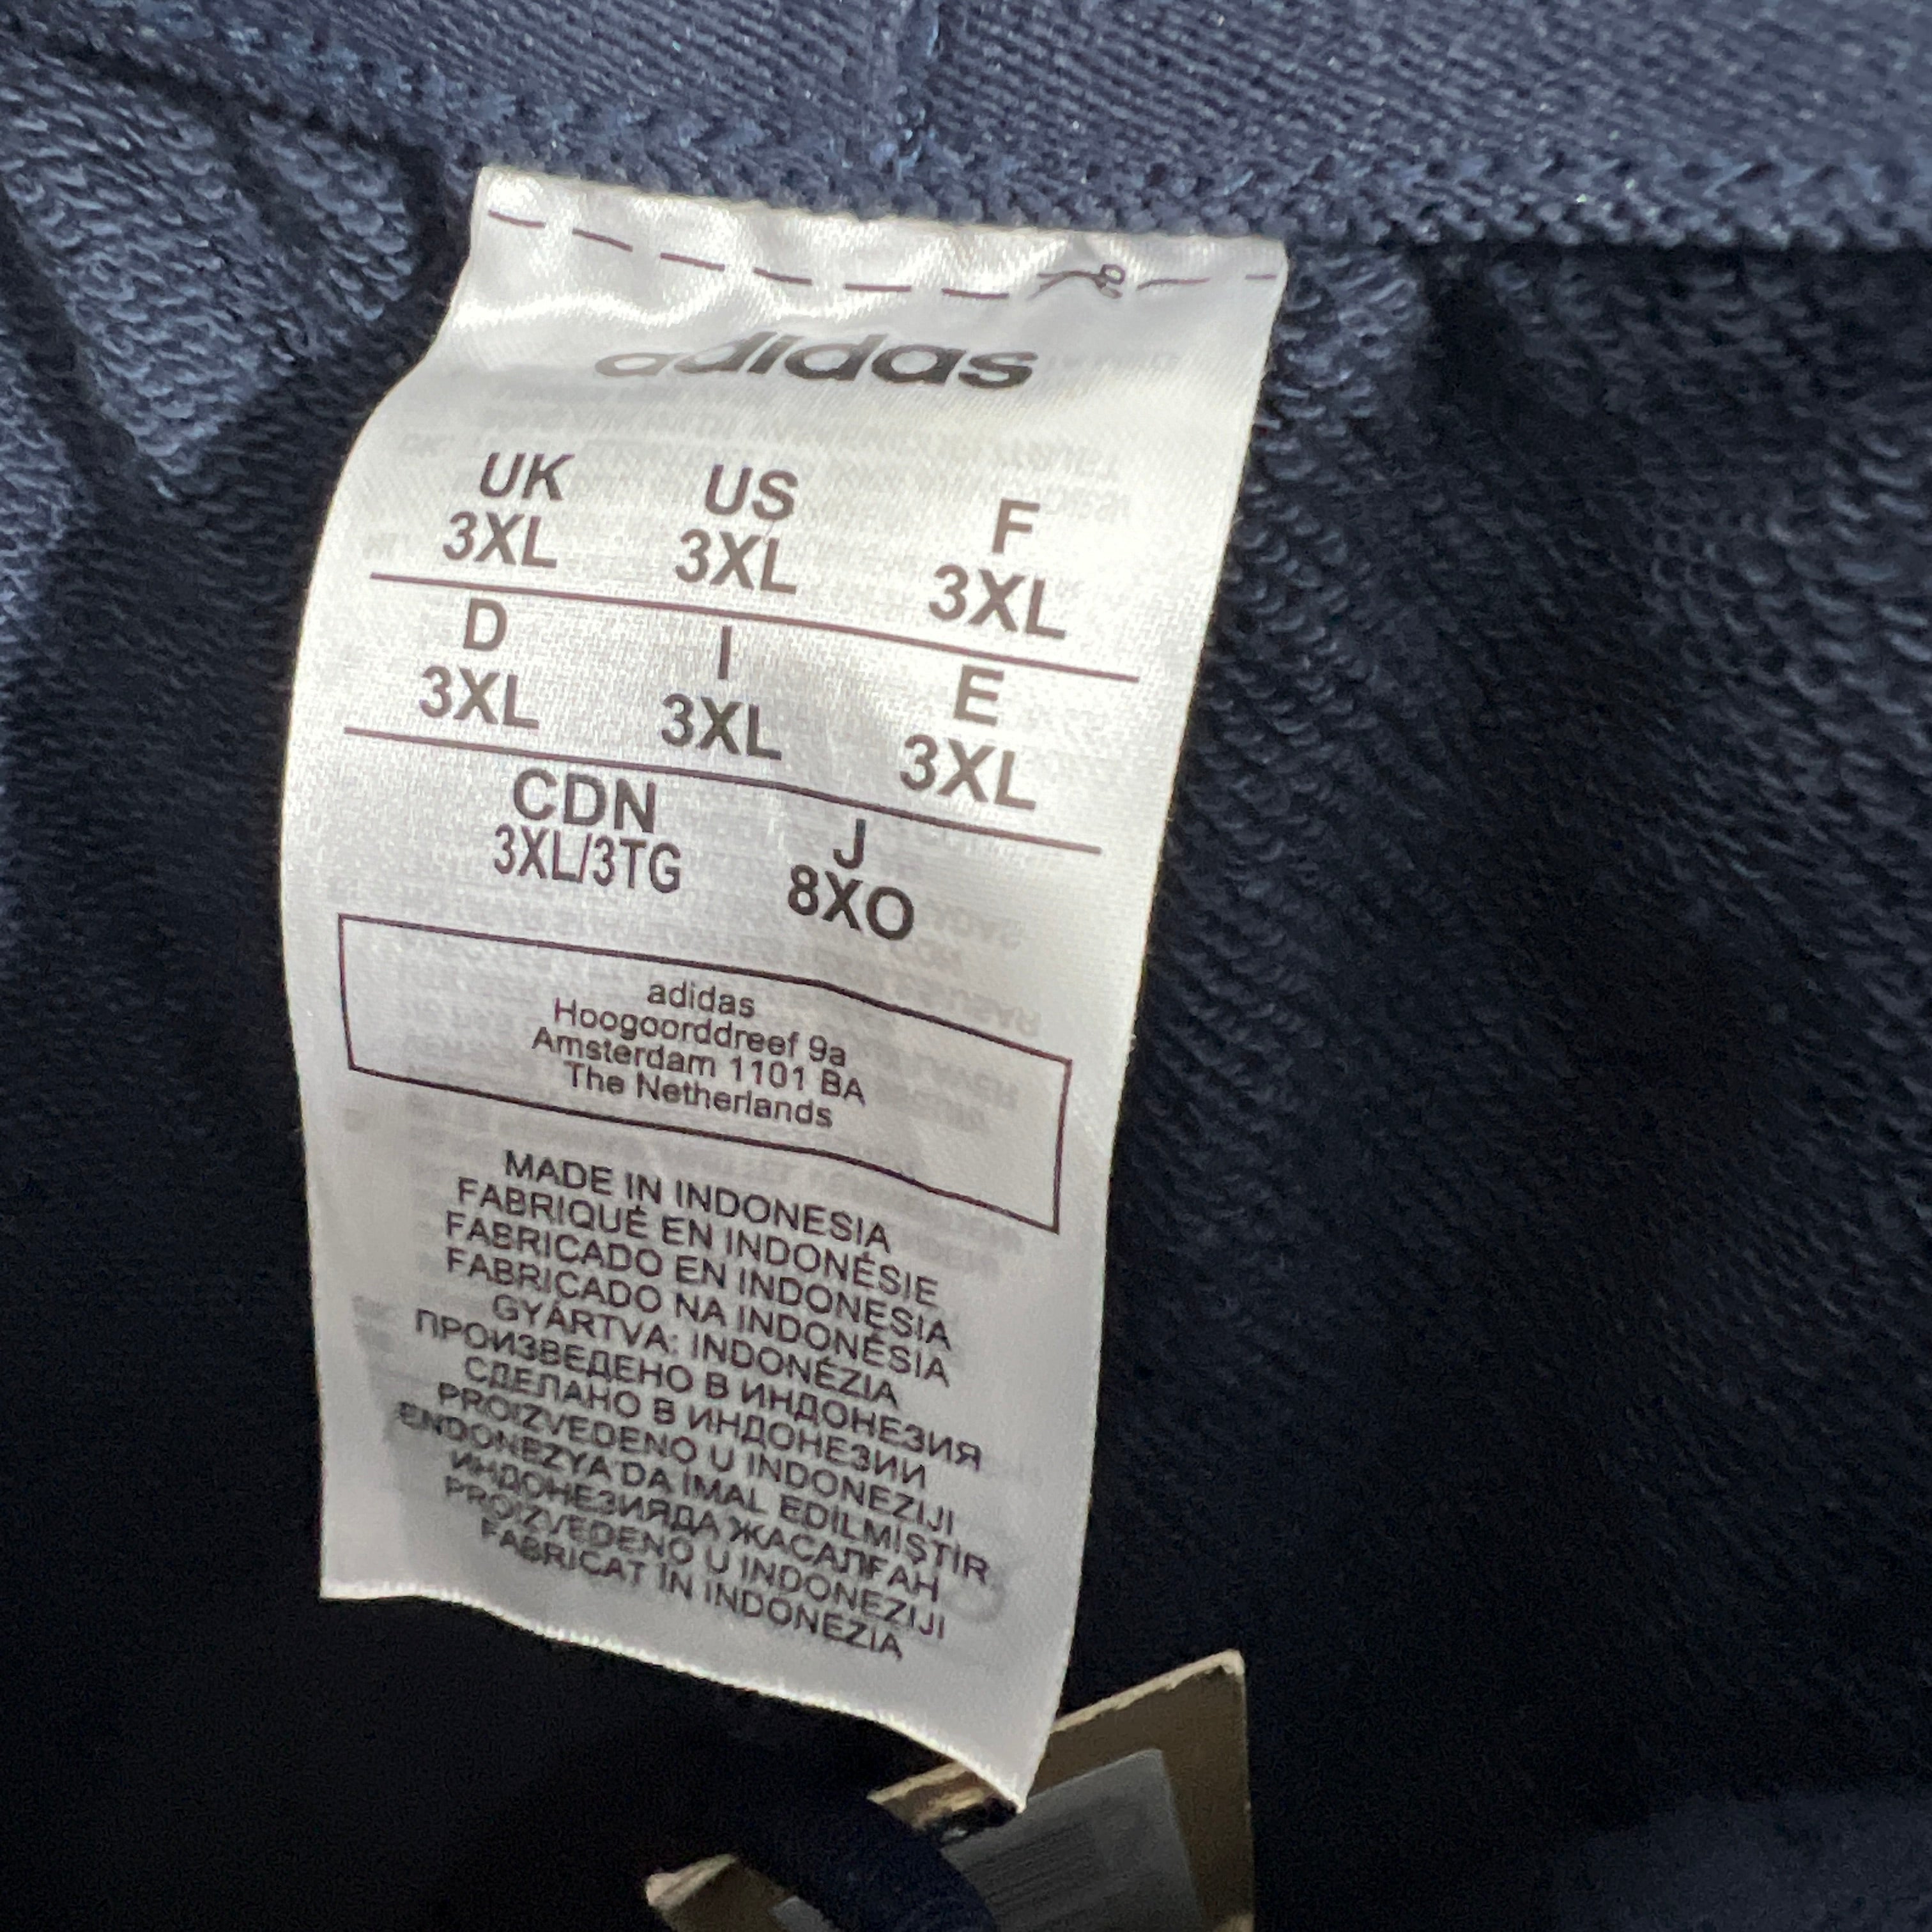 adidas
UK US F
3XL 3XL 3XL
D I E
3XL 3XL 3XL
CDN J
3XL/3TG 8XO
adidas
Hoogoorddreef 9a
Amsterdam 1101 BA
The Netherlands
MADE IN INDONESIA
FABRIQUÉ EN INDONÉSIE
FABRICADO EN INDONESIA
FABRICADO NA INDONÉSIA
GYÁRTVA: INDONÉZIA
ПРОИЗВЕДЕНО В ИНДОНЕЗИЯ
СДЕЛАНО В ИНДОНЕЗИИ
PROIZVEDENO U INDONEZIJI
ENDONEZYA'DA İMAL EDİLMİŞTİR
ИНДОНЕЗИЯДА ЖАСАЛҒАН
PROIZVEDENO U INDONEZIJI
FABRICAT ÎN INDONEZIA